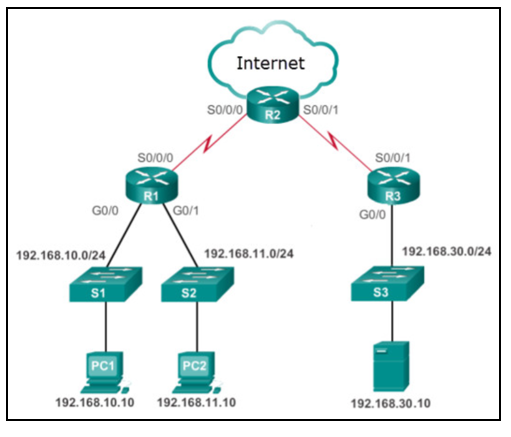 Internet
S0/0/0 R2 S0/0/1
S0/0/0 S0/0/1
R1 R3
G0/0 G0/1 G0/0
192.168.10.0/24 192.168.11.0/24 192.168.30.0/24
S1 S2 S3
PC1 PC2
192.168.10.10 192.168.11.10 192.168.30.10